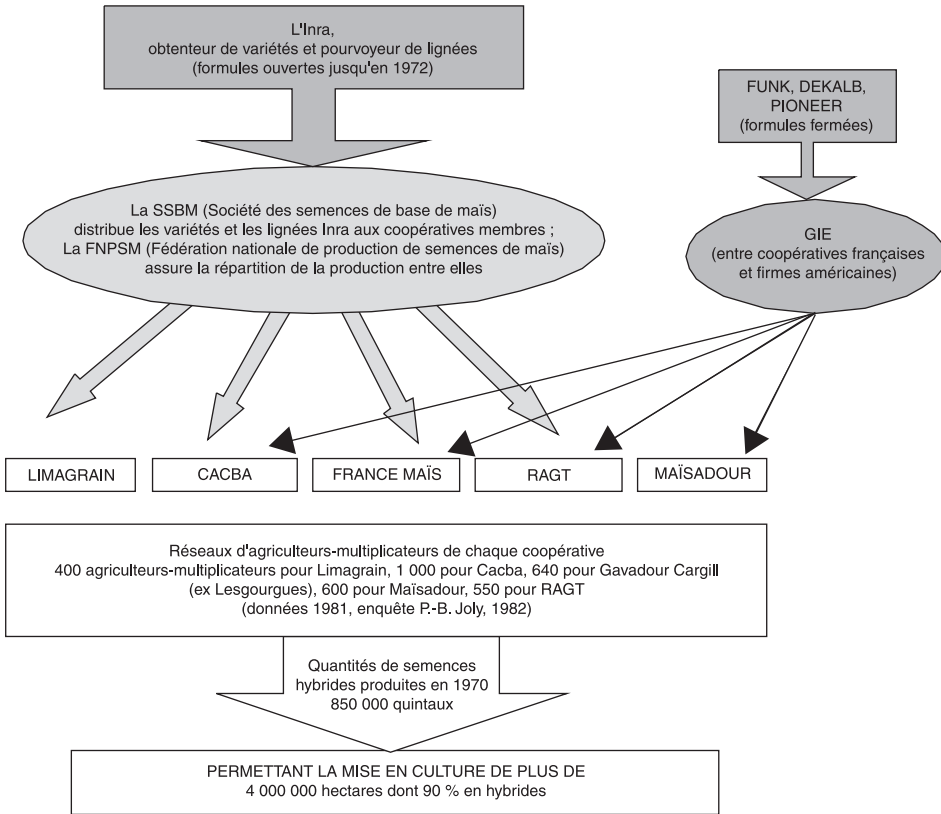 L'Inra,
obtenteur de variétés et pourvoyeur de lignées
(formules ouvertes jusqu'en 1972)
FUNK, DEKALB,
PIONEER
(formules fermées)
La SSBM (Société des semences de base de maïs)
distribue les variétés et les lignées Inra aux coopératives membres ;
La FNPSM (Fédération nationale de production de semences de maïs)
assure la répartition de la production entre elles
GIE
(entre coopératives françaises
et firmes américaines)
LIMAGRAIN
CACBA
FRANCE MAÏS
RAGT
MAÏSADOUR
Réseaux d'agriculteurs-multiplicateurs de chaque coopérative
400 agriculteurs-multiplicateurs pour Limagrain, 1 000 pour Cacba, 640 pour Gavadour Cargill
(ex Lesgourgues), 600 pour Maïsadour, 550 pour RAGT
(données 1981, enquête P.-B. Joly, 1982)
Quantités de semences
hybrides produites en 1970
850 000 quintaux
PERMETTANT LA MISE EN CULTURE DE PLUS DE
4 000 000 hectares dont 90 % en hybrides